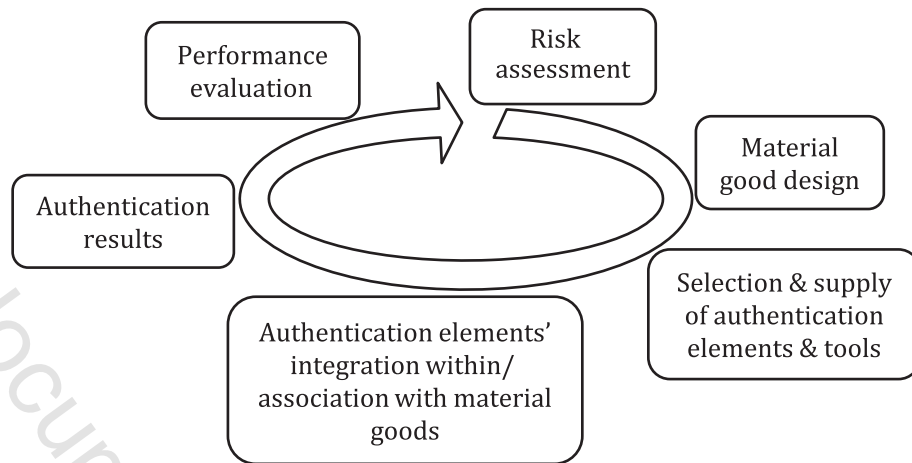 Performance
evaluation
Risk
assessment
Material
good design
Selection & supply
of authentication
elements & tools
Authentication elements’
integration within/
association with material
goods
Authentication
results